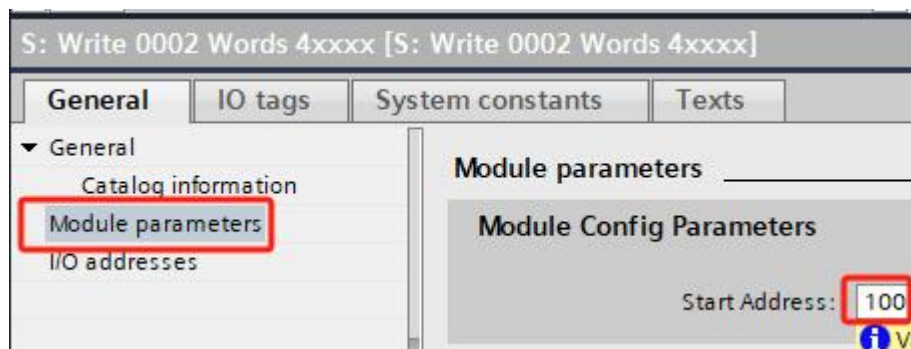 S: Write 0002 Words 4xxxx [S: Write 0002 Words 4xxxx]
General IO tags System constants Texts
General
Catalog information
Module parameters
I/O addresses
Module parameters
Module Config Parameters
Start Address: 100